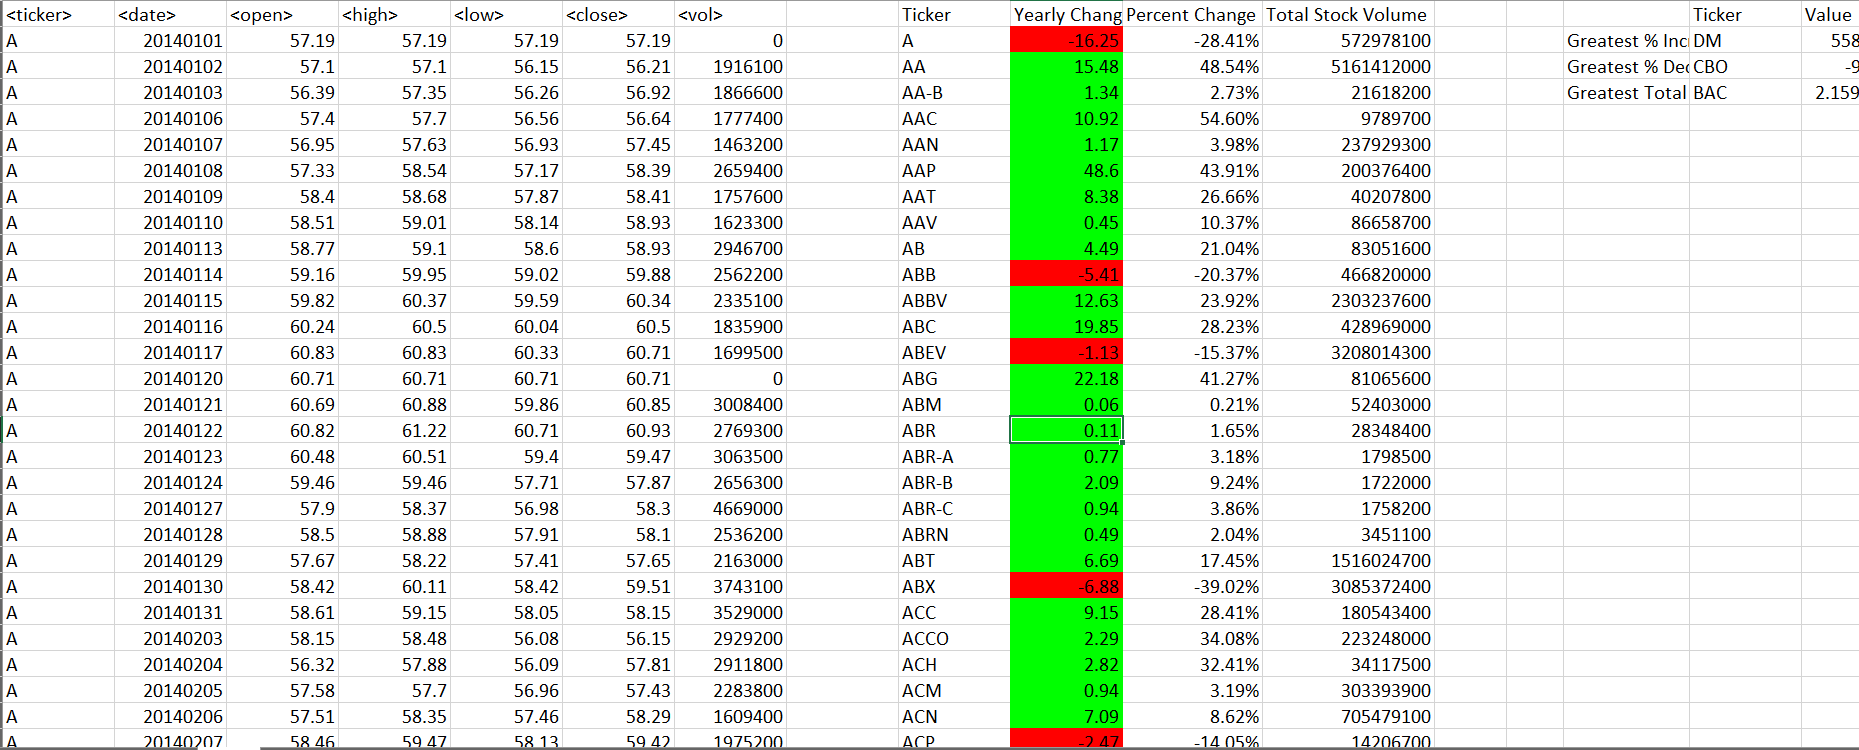 <ticker> <date> <open> <high> <low> <close> <vol> Ticker Yearly Chang Percent Change Total Stock Volume Ticker Value
A 20140101 57.19 57.19 57.19 57.19 0 A -16.25 -28.41% 572978100 Greatest % Inc DM 558
A 20140102 57.1 57.1 56.15 56.21 1916100 AA 15.48 48.54% 5161412000 Greatest % Dec CBO -9
A 20140103 56.39 57.35 56.26 56.92 1866600 AA-B 1.34 2.73% 21618200 Greatest Total BAC 2.159
A 20140106 57.4 57.7 56.56 56.64 1777400 AAC 10.92 54.60% 9789700
A 20140107 56.95 57.63 56.93 57.45 1463200 AAN 1.17 3.98% 237929300
A 20140108 57.33 58.54 57.17 58.39 2659400 AAP 48.6 43.91% 200376400
A 20140109 58.4 58.68 57.87 58.41 1757600 AAT 8.38 26.66% 40207800
A 20140110 58.51 59.01 58.14 58.93 1623300 AAV 0.45 10.37% 86658700
A 20140113 58.77 59.1 58.6 58.93 2946700 AB 4.49 21.04% 83051600
A 20140114 59.16 59.95 59.02 59.88 2562200 ABB -5.41 -20.37% 466820000
A 20140115 59.82 60.37 59.59 60.34 2335100 ABBV 12.63 23.92% 2303237600
A 20140116 60.24 60.5 60.04 60.5 1835900 ABC 19.85 28.23% 428969000
A 20140117 60.83 60.83 60.33 60.71 1699500 ABEV -1.13 -15.37% 3208014300
A 20140120 60.71 60.71 60.71 60.71 0 ABG 22.18 41.27% 81065600
A 20140121 60.69 60.88 59.86 60.85 3008400 ABM 0.06 0.21% 52403000
A 20140122 60.82 61.22 60.71 60.93 2769300 ABR 0.11 1.65% 28348400
A 20140123 60.48 60.51 59.4 59.47 3063500 ABR-A 0.77 3.18% 1798500
A 20140124 59.46 59.46 57.71 57.87 2656300 ABR-B 2.09 9.24% 1722000
A 20140127 57.9 58.37 56.98 58.3 4669000 ABR-C 0.94 3.86% 1758200
A 20140128 58.5 58.88 57.91 58.1 2536200 ABRN 0.49 2.04% 3451100
A 20140129 57.67 58.22 57.41 57.65 2163000 ABT 6.69 17.45% 1516024700
A 20140130 58.42 60.11 58.42 59.51 3743100 ABX -6.88 -39.02% 3085372400
A 20140131 58.61 59.15 58.05 58.15 3529000 ACC 9.15 28.41% 180543400
A 20140203 58.15 58.48 56.08 56.15 2929200 ACCO 2.29 34.08% 223248000
A 20140204 56.32 57.88 56.09 57.81 2911800 ACH 2.82 32.41% 34117500
A 20140205 57.58 57.7 56.96 57.43 2283800 ACM 0.94 3.19% 303393900
A 20140206 57.51 58.35 57.46 58.29 1609400 ACN 7.09 8.62% 705479100
A 20140207 58.46 59.47 58.13 59.42 1975200 ACP -2.47 -14.05% 14206700